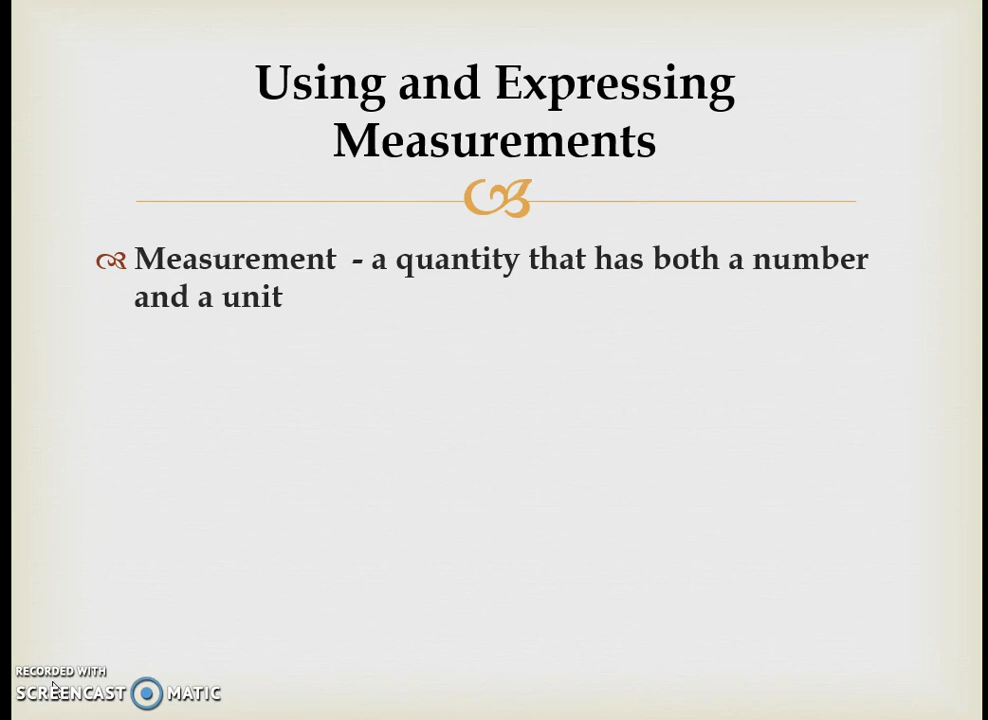 Using and Expressing
Measurements
Measurement - a quantity that has both a number
and a unit
RECORDED WITH
SCREENCAST MATIC